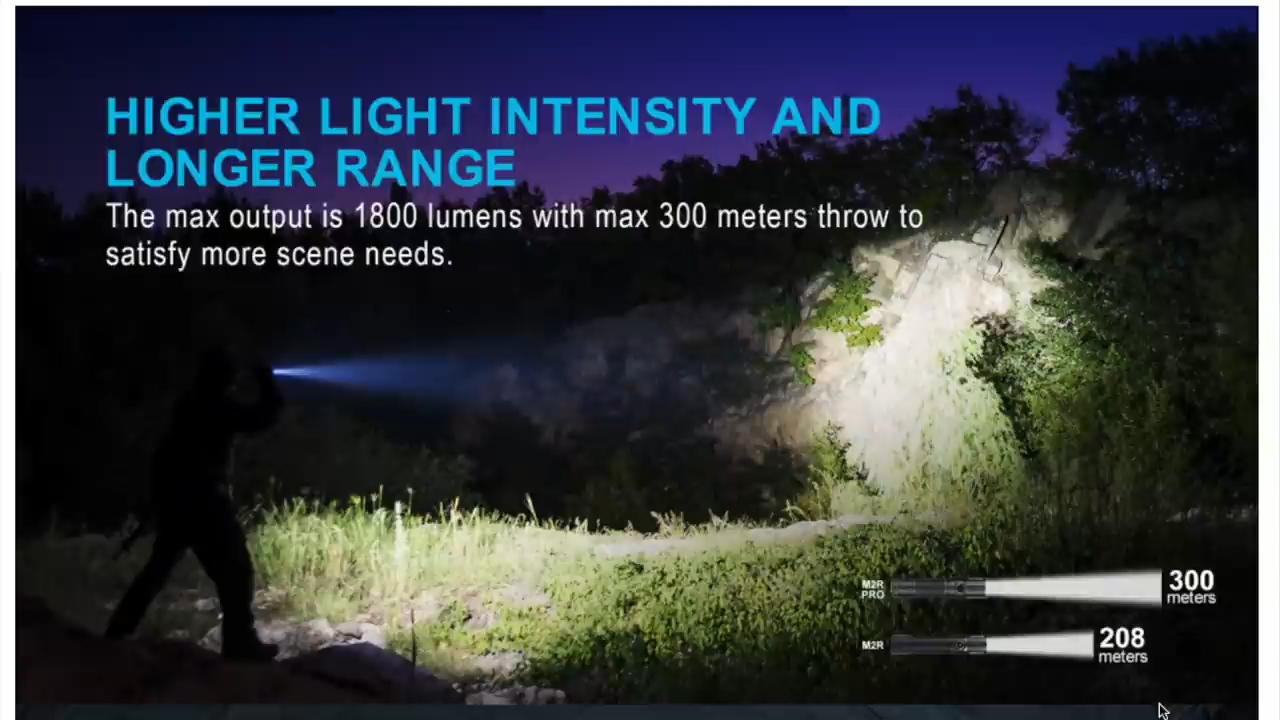 HIGHER LIGHT INTENSITY AND
LONGER RANGE
The max output is 1800 lumens with max 300 meters throw to
satisfy more scene needs.
M2R
PRO
300
meters
M2R
208
meters